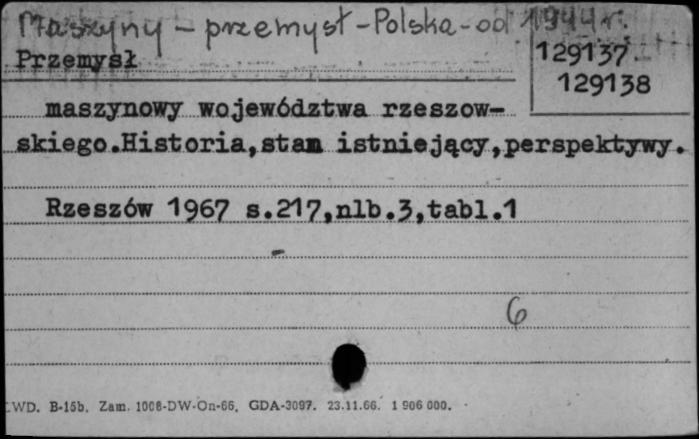 Maszyny - przemysł - Polska - od 1944 r.
Przemysł
129137
129138
maszynowy województwa rzeszow-
skiego.Historia,stan istniejący,perspektywy.
Rzeszów 1967 s.217,nlb.3,tabl.1
6
WD. B-15b. Zam. 1008-DW-On-66. GDA-3097. 23.11.66. 1 906 000.